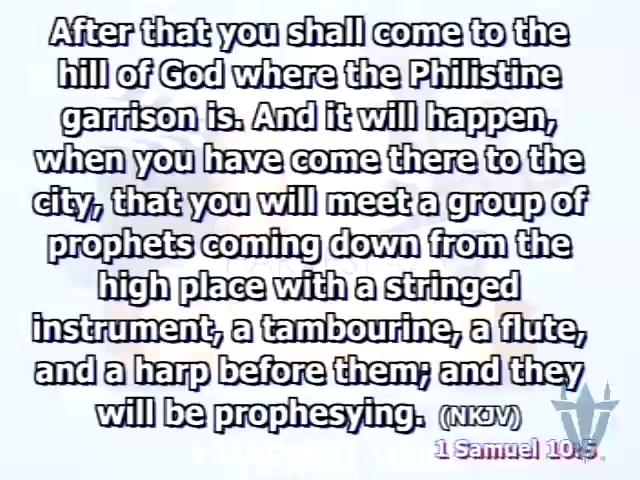 After that you shall come to the
hill of God where the Philistine
garrison is. And it will happen,
when you have come there to the
city, that you will meet a group of
prophets coming down from the
high place with a stringed
instrument, a tambourine, a flute,
and a harp before them; and they
will be prophesying. (NKJV)
1 Samuel 10:5